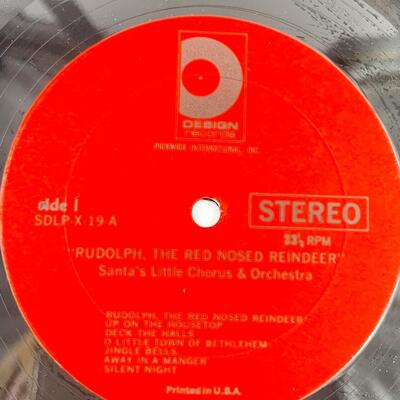 DESIGN
records
PICKWICK INTERNATIONAL, INC.
side 1
SDLP-X-19-A
STEREO
33⅓ RPM
"RUDOLPH, THE RED NOSED REINDEER"
Santa's Little Chorus & Orchestra
RUDOLPH, THE RED NOSED REINDEER
UP ON THE HOUSETOP
DECK THE HALLS
O LITTLE TOWN OF BETHLEHEM
JINGLE BELLS
AWAY IN A MANGER
SILENT NIGHT
Printed in U.S.A.